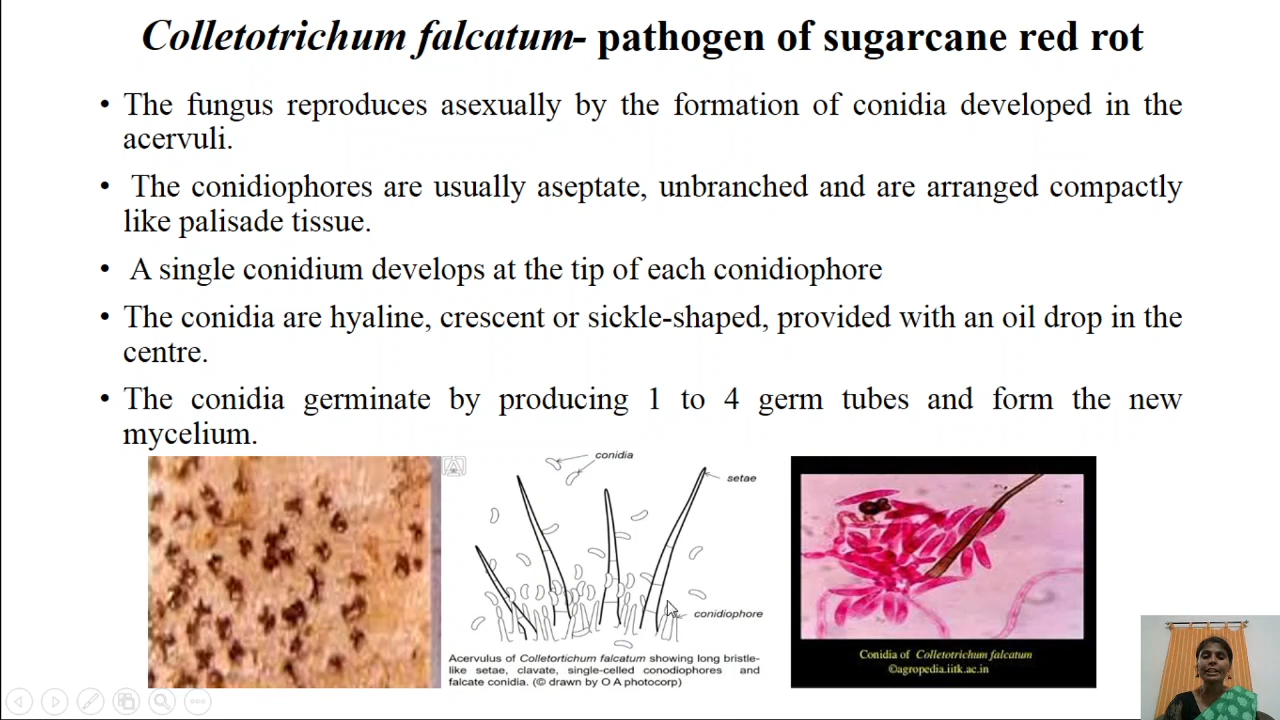 Colletotrichum falcatum- pathogen of sugarcane red rot
• The fungus reproduces asexually by the formation of conidia developed in the
acervuli.
• The conidiophores are usually aseptate, unbranched and are arranged compactly
like palisade tissue.
• A single conidium develops at the tip of each conidiophore
• The conidia are hyaline, crescent or sickle-shaped, provided with an oil drop in the
centre.
• The conidia germinate by producing 1 to 4 germ tubes and form the new
mycelium.
conidia
setae
conidiophore
Acervulus of Colletortichum falcatum showing long bristle-
like setae, clavate, single-celled conodiophores and
falcate conidia. (© drawn by O A photocorp)
Conidia of Colletotrichum falcatum
©agropedia.iitk.ac.in